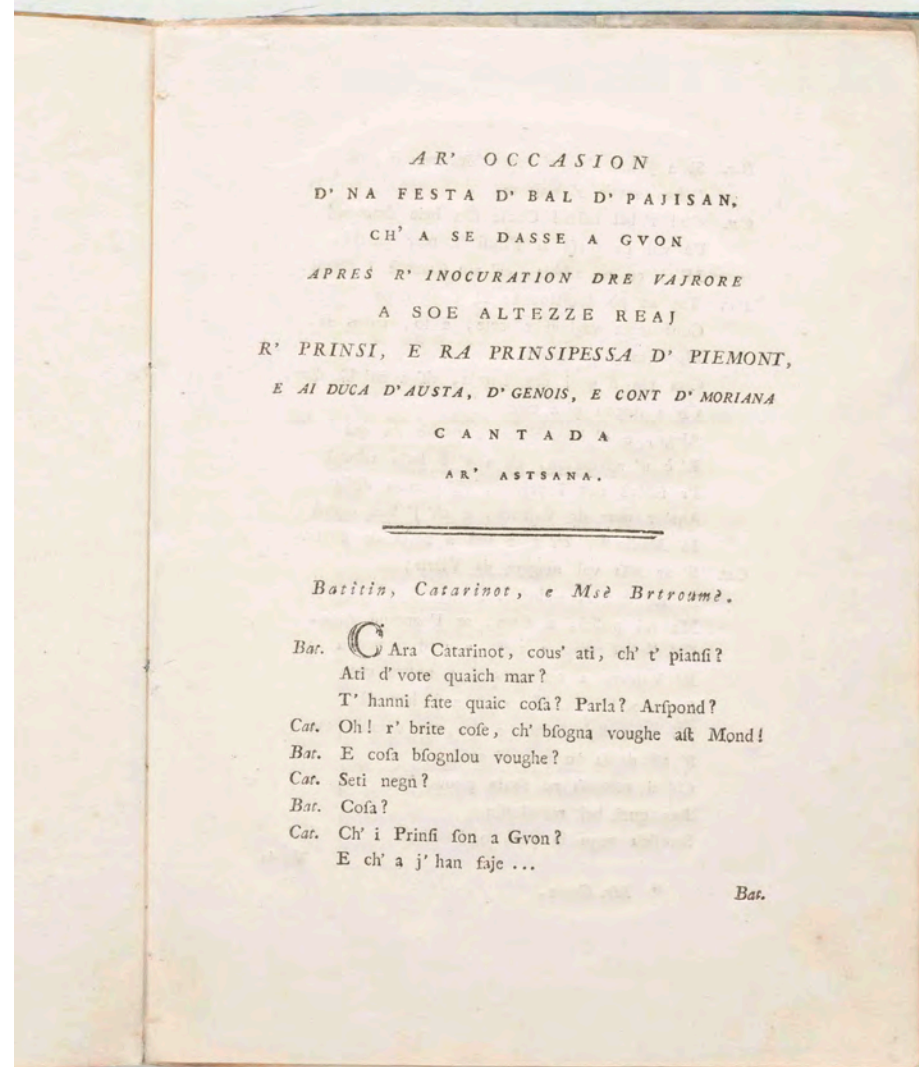 AR' OCCASION
D' NA FESTA D' BAL D' PAJISAN,
CH' A SE DASSE A GVON
APRES R' INOCURATION DRE VAJRORE
A SOE ALTEZZE REAJ
R' PRINSI, E RA PRINSIPESSA D' PIEMONT,
E AI DUCA D'AUSTA, D' GENOIS, E CONT D' MORIANA
CANTADA
AR' ASTSANA.
Batitin, Catarinot, e Msè Brtroumè.
Bat. CAra Catarinot, cous' ati, ch' t' pianſi?
Ati d' vote quaich mar?
T' hanni fate quaic coſa? Parla? Arſpond?
Cat. Oh! r' brite coſe, ch' bſogna voughe aſt Mond!
Bat. E coſa bſognlou voughe?
Cat. Seti negn?
Bat. Coſa?
Cat. Ch' i Prinſi ſon a Gvon?
E ch' a j' han faje ...
Bat.